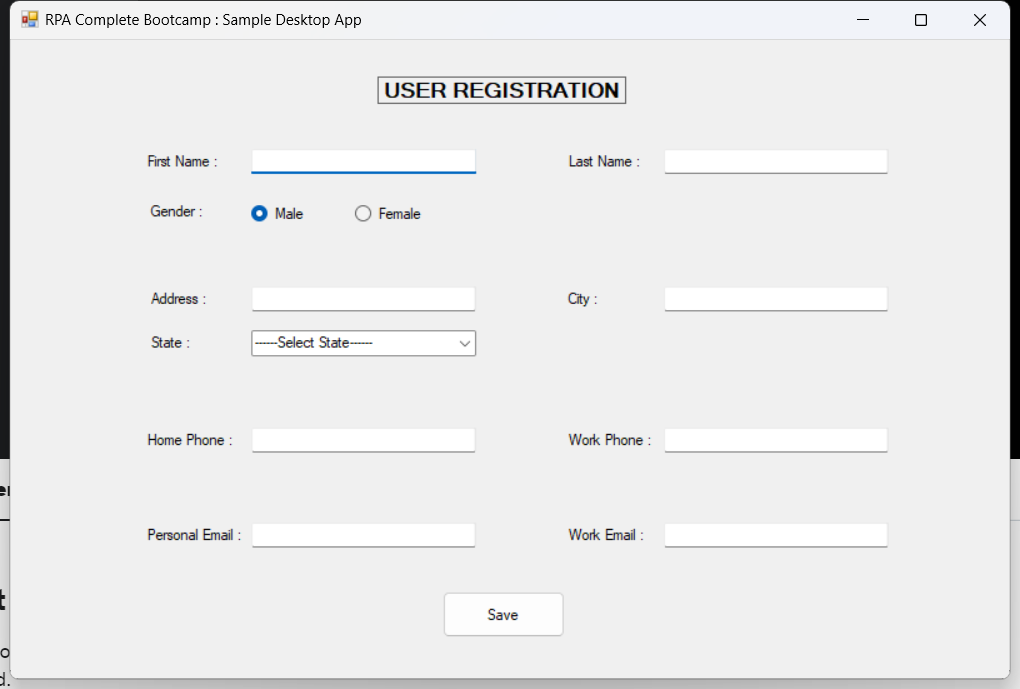 RPA Complete Bootcamp : Sample Desktop App
USER REGISTRATION
First Name :
Last Name :
Gender :
Male
Female
Address :
City :
State :
------Select State------
Home Phone :
Work Phone :
Personal Email :
Work Email :
Save